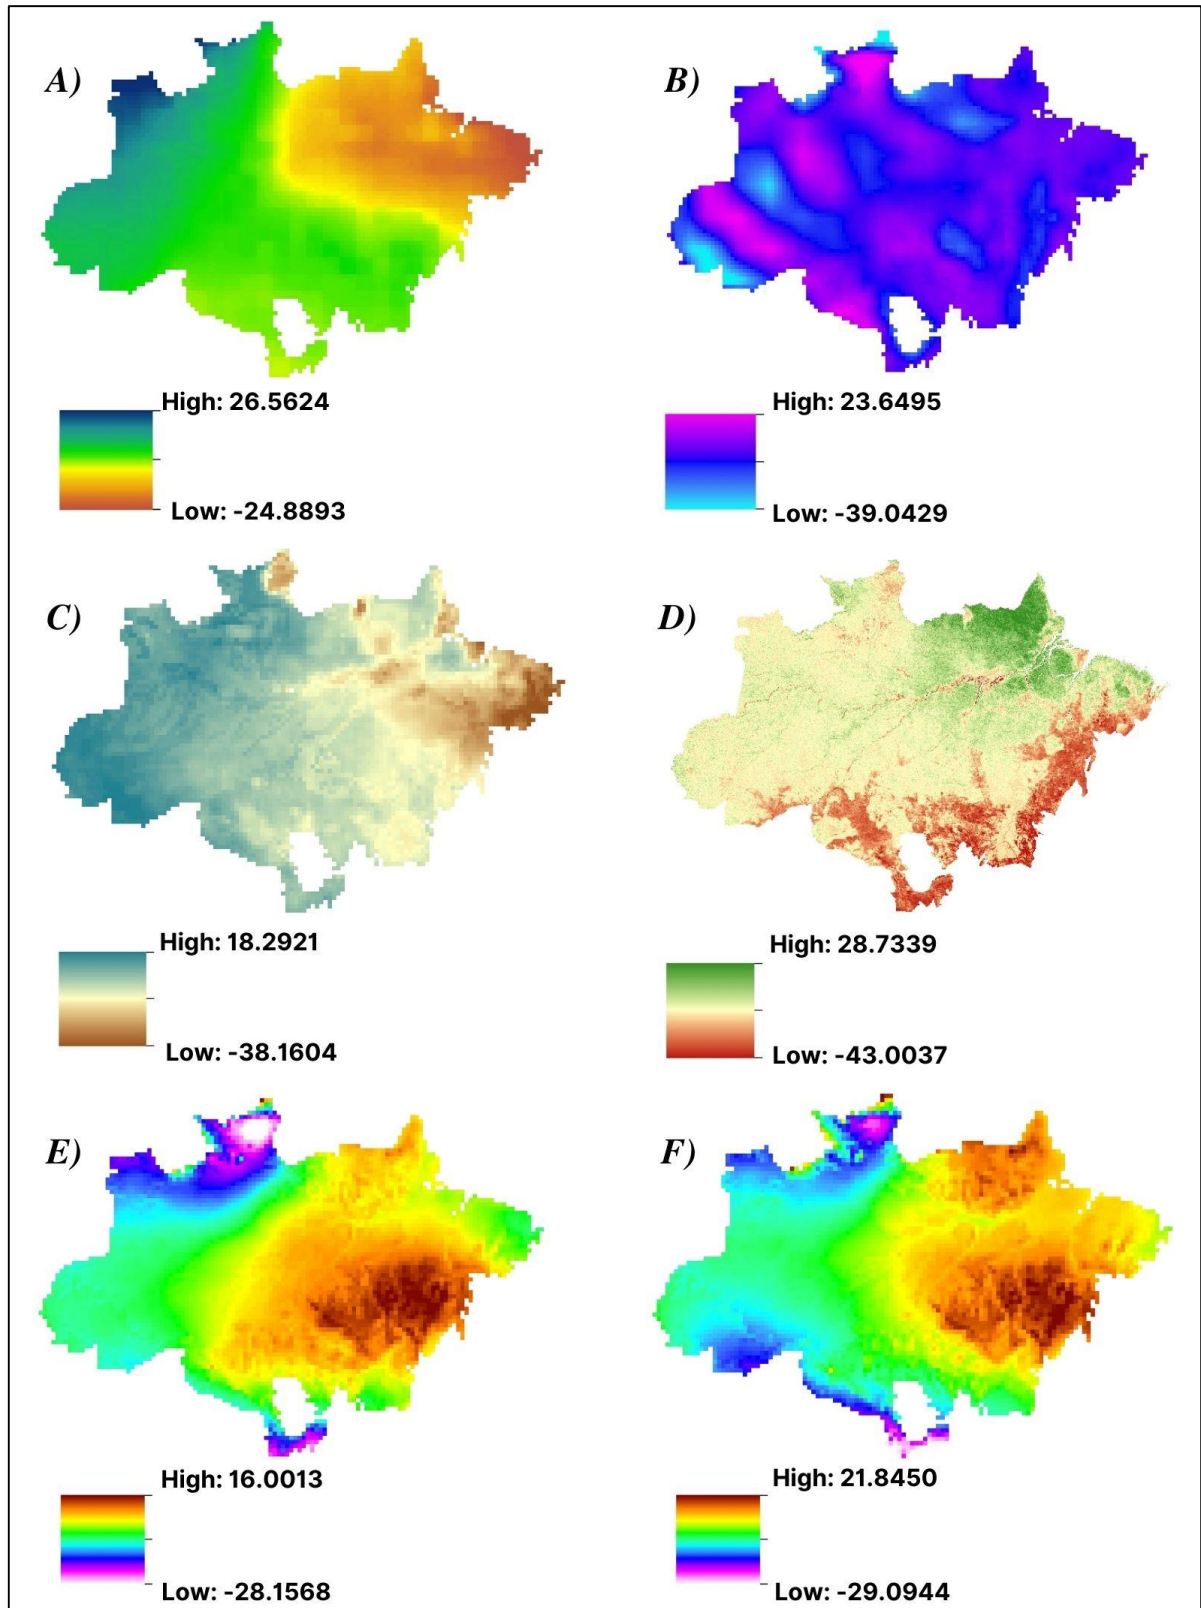 A)
B)
High: 26.5624
Low: -24.8893
High: 23.6495
Low: -39.0429
C)
D)
High: 18.2921
Low: -38.1604
High: 28.7339
Low: -43.0037
E)
F)
High: 16.0013
Low: -28.1568
High: 21.8450
Low: -29.0944